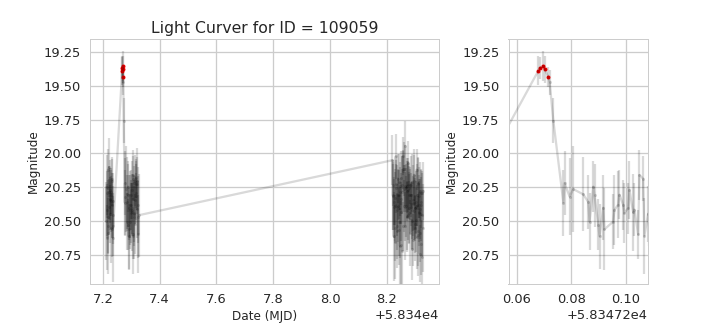 Light Curver for ID = 109059
Magnitude
19.25
19.50
19.75
20.00
20.25
20.50
20.75
7.2 7.4 7.6 7.8 8.0 8.2
Date (MJD)
+5.834e4
Magnitude
19.25
19.50
19.75
20.00
20.25
20.50
20.75
0.06 0.08 0.10
+5.83472e4